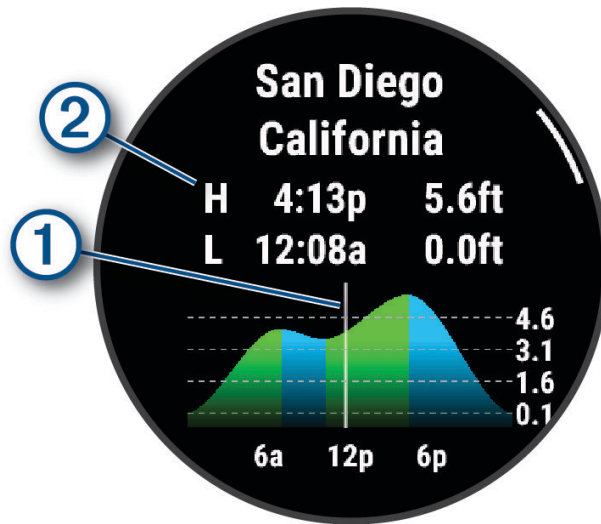 San Diego
California
2
H 4:13p 5.6ft
1
L 12:08a 0.0ft
4.6
3.1
1.6
0.1
6a 12p 6p